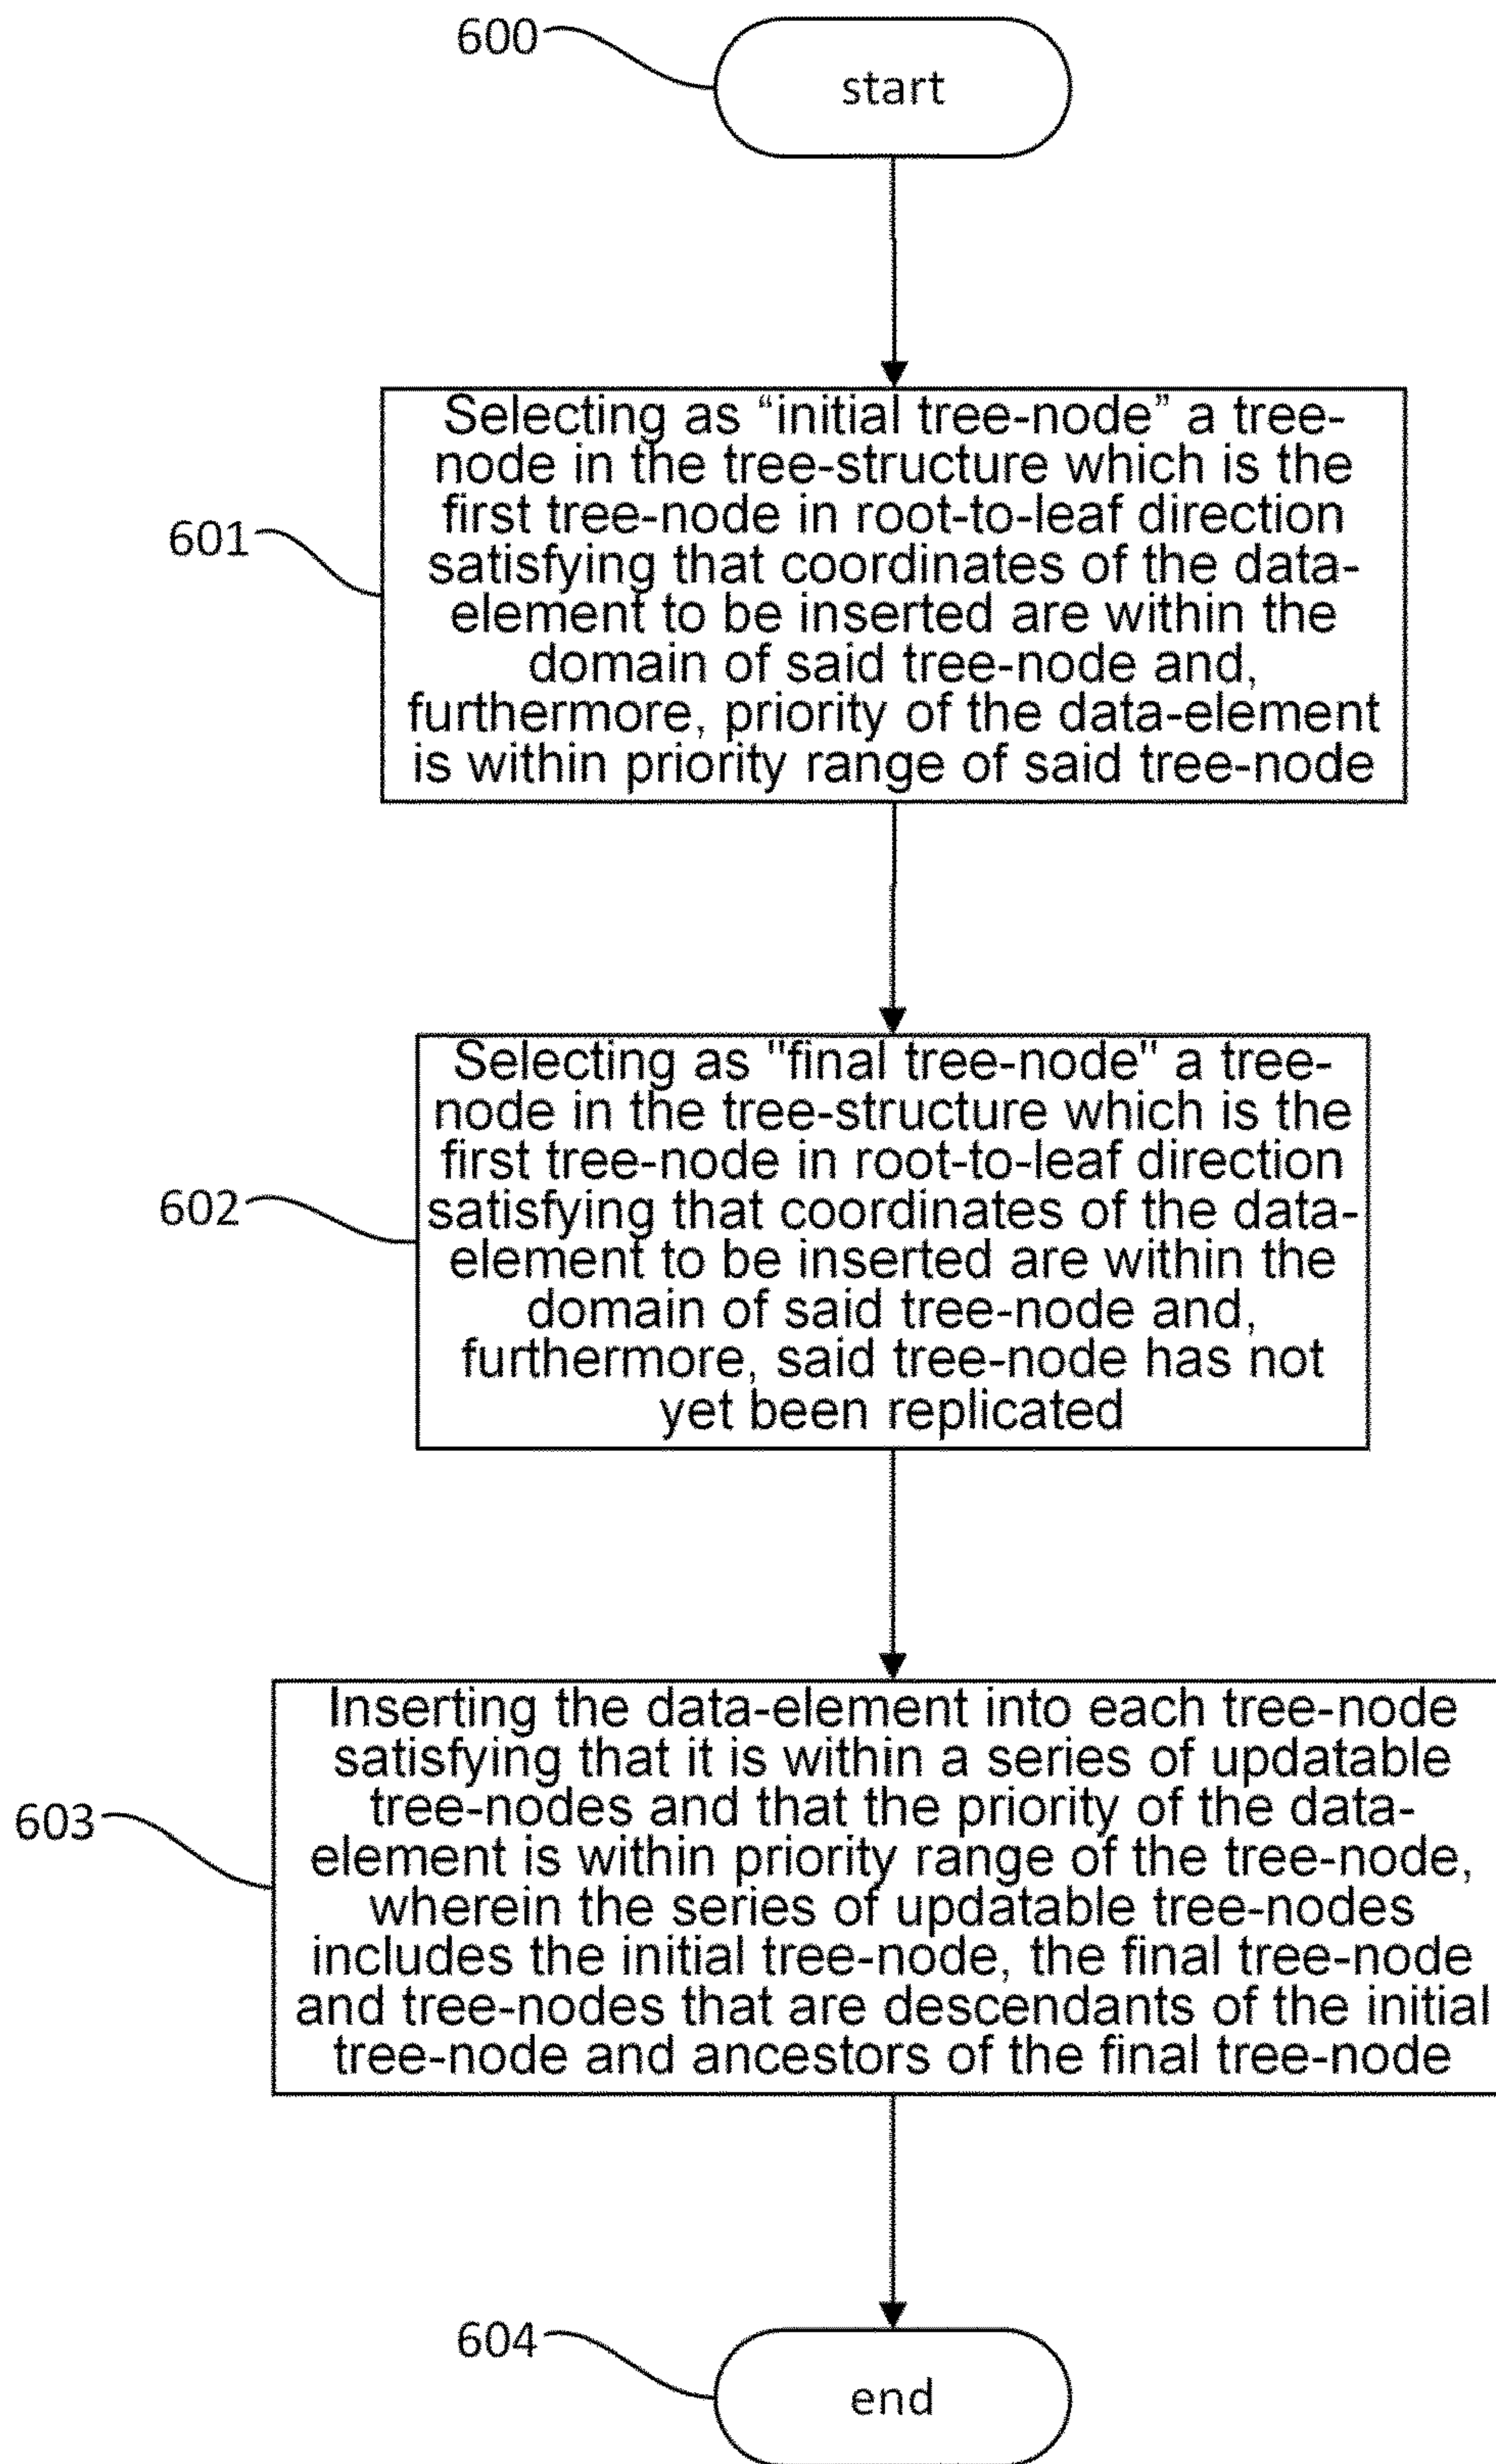 600
start
Selecting as “initial tree-node” a tree-
node in the tree-structure which is the
first tree-node in root-to-leaf direction
satisfying that coordinates of the data-
601
element to be inserted are within the
domain of said tree-node and,
furthermore, priority of the data-element
is within priority range of said tree-node
Selecting as "final tree-node" a tree-
node in the tree-structure which is the
first tree-node in root-to-leaf direction
602
satisfying that coordinates of the data-
element to be inserted are within the
domain of said tree-node and,
furthermore, said tree-node has not
yet been replicated
Inserting the data-element into each tree-node
satisfying that it is within a series of updatable
tree-nodes and that the priority of the data-
603
element is within priority range of the tree-node,
wherein the series of updatable tree-nodes
includes the initial tree-node, the final tree-node
and tree-nodes that are descendants of the initial
tree-node and ancestors of the final tree-node
604
end